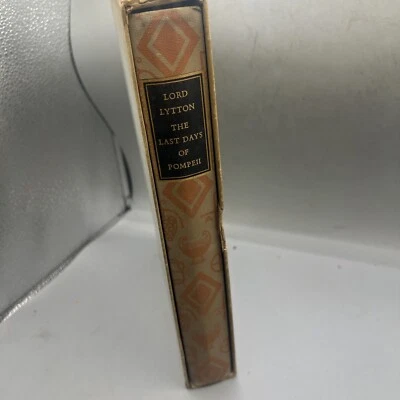 LORD
LYTTON
THE
LAST DAYS
OF
POMPEII